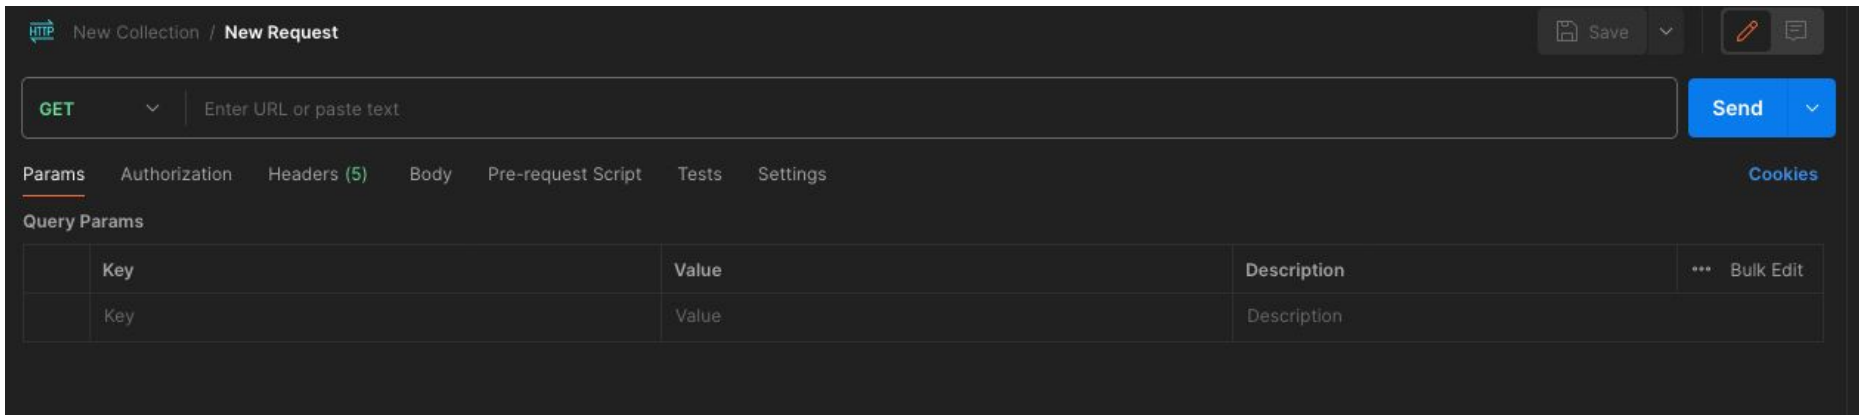 HTTP New Collection / New Request Save
GET Enter URL or paste text Send
Params Authorization Headers (5) Body Pre-request Script Tests Settings Cookies
Query Params
Key Value Description ••• Bulk Edit
Key Value Description